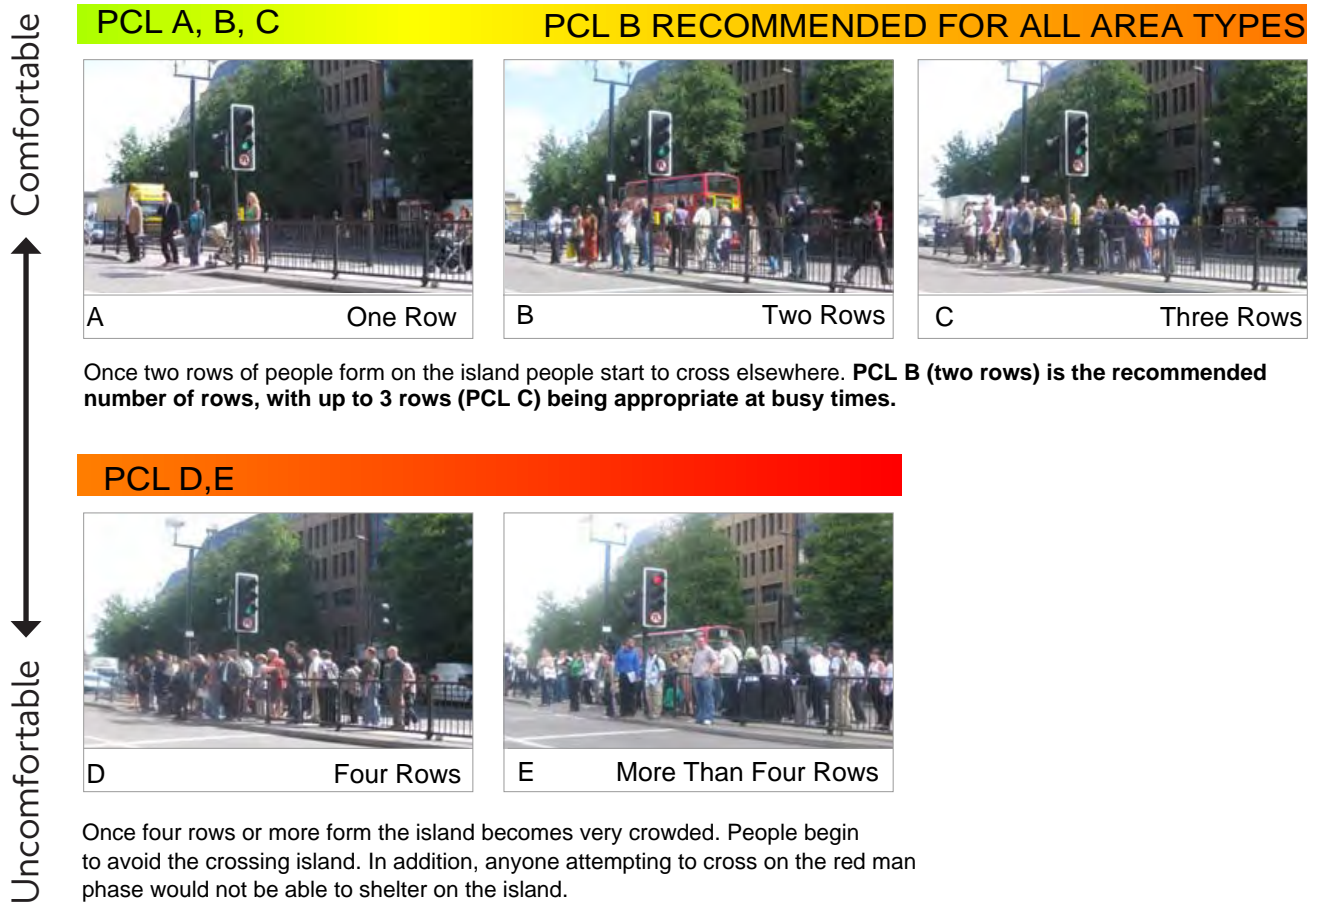 Comfortable
Uncomfortable
PCL A, B, C
PCL B RECOMMENDED FOR ALL AREA TYPES
A One Row
B Two Rows
C Three Rows
Once two rows of people form on the island people start to cross elsewhere. PCL B (two rows) is the recommended
number of rows, with up to 3 rows (PCL C) being appropriate at busy times.
PCL D,E
D Four Rows
E More Than Four Rows
Once four rows or more form the island becomes very crowded. People begin
to avoid the crossing island. In addition, anyone attempting to cross on the red man
phase would not be able to shelter on the island.